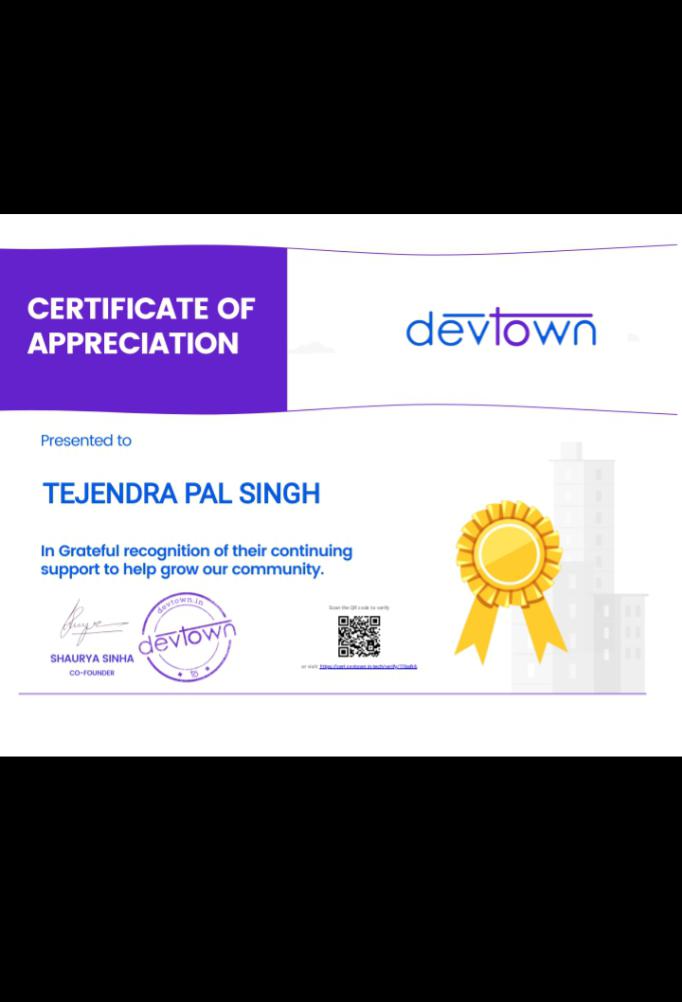 CERTIFICATE OF
APPRECIATION
devtown
Presented to
TEJENDRA PAL SINGH
In Grateful recognition of their continuing
support to help grow our community.
devtown.in
devtown
SHAURYA SINHA
CO-FOUNDER
Scan the QR code to verify
or visit